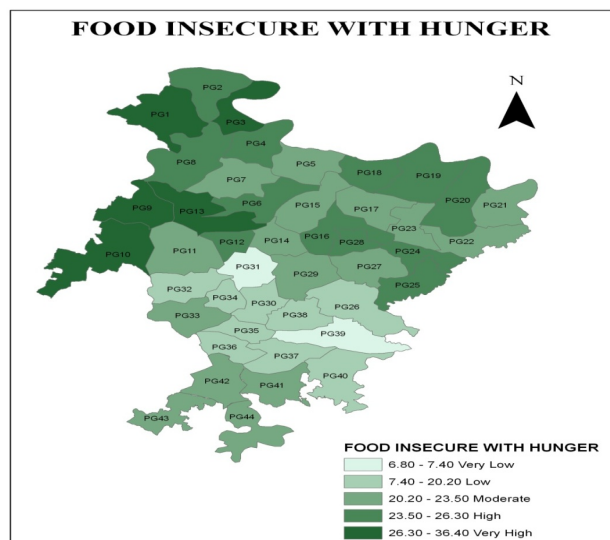 FOOD INSECURE WITH HUNGER
N
PG2
PG1
PG3
PG4
PG8
PG5
PG18
PG19
PG7
PG20
PG21
PG9
PG13
PG6
PG15
PG17
PG23
PG10
PG11
PG12
PG14
PG16
PG28
PG24
PG22
PG31
PG29
PG27
PG25
PG32
PG34
PG30
PG26
PG33
PG38
PG35
PG39
PG36
PG37
PG40
PG42
PG41
PG43
PG44
FOOD INSECURE WITH HUNGER
6.80 - 7.40 Very Low
7.40 - 20.20 Low
20.20 - 23.50 Moderate
23.50 - 26.30 High
26.30 - 36.40 Very High